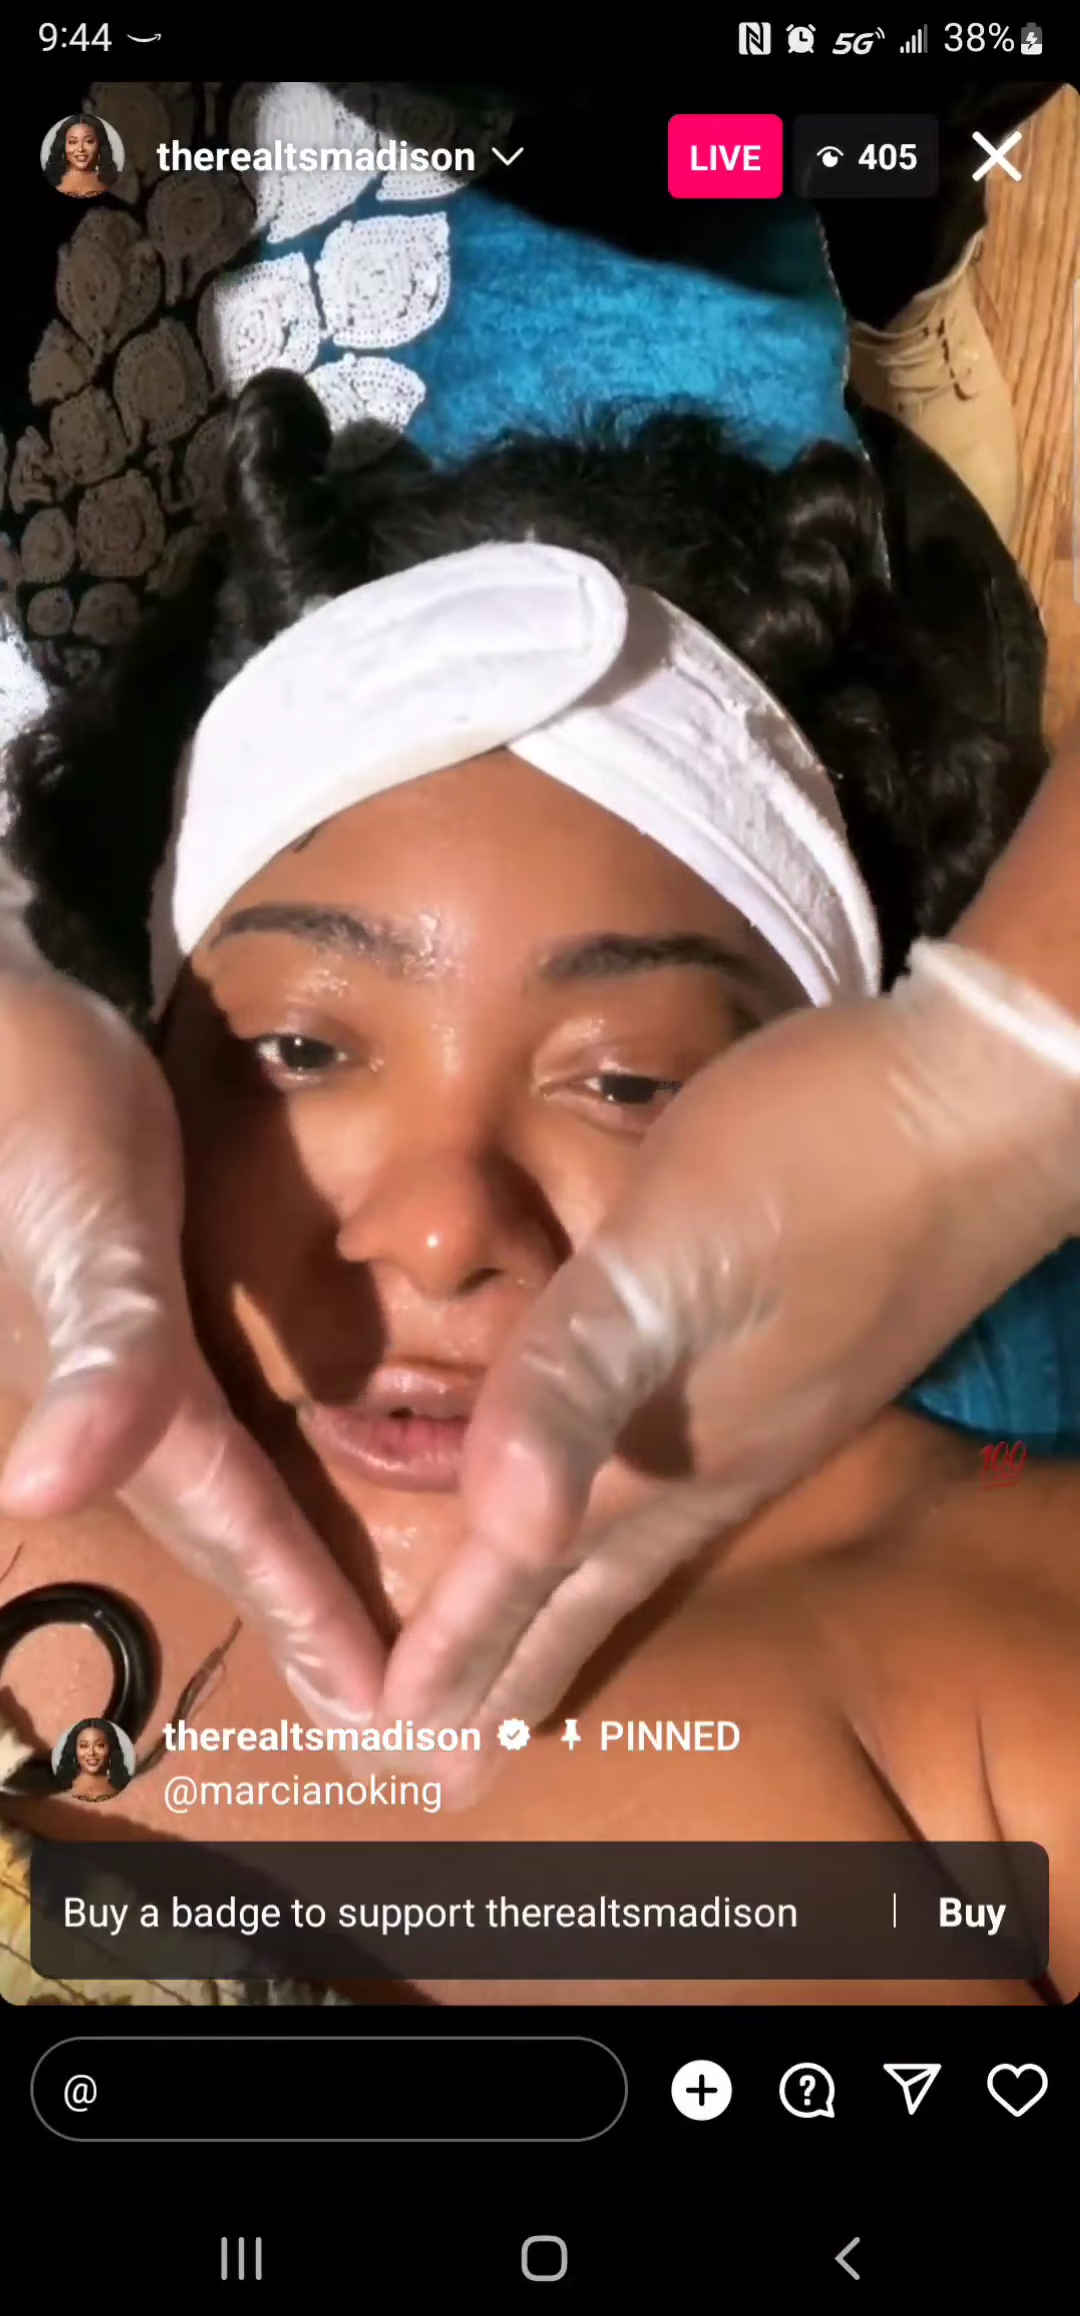 9:44
5G 38%
therealtsmadison LIVE 405
💯
therealtsmadison PINNED
@marcianoking
Buy a badge to support therealtsmadison | Buy
@